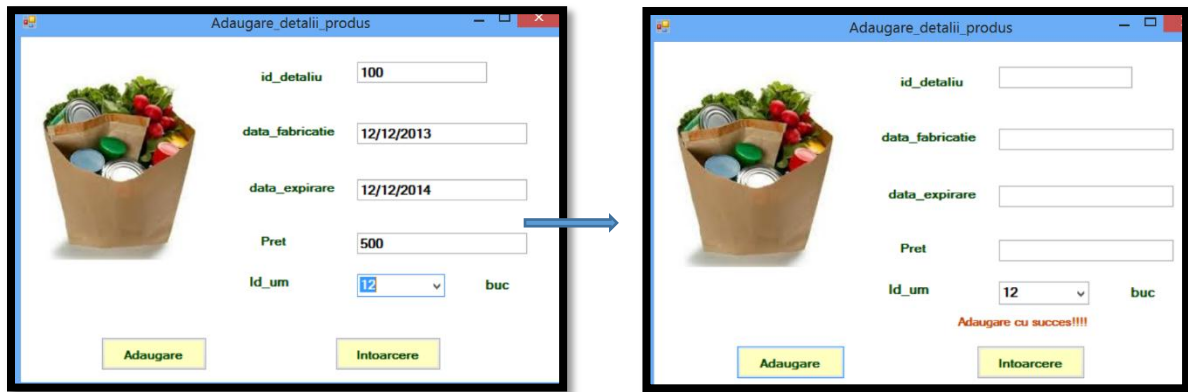 Adaugare_detalii_produs
id_detaliu 100
data_fabricatie 12/12/2013
data_expirare 12/12/2014
Pret 500
Id_um 12 buc
Adaugare Intoarcere
Adaugare_detalii_produs
id_detaliu
data_fabricatie
data_expirare
Pret
Id_um 12 buc
Adaugare cu succes!!!!
Adaugare Intoarcere